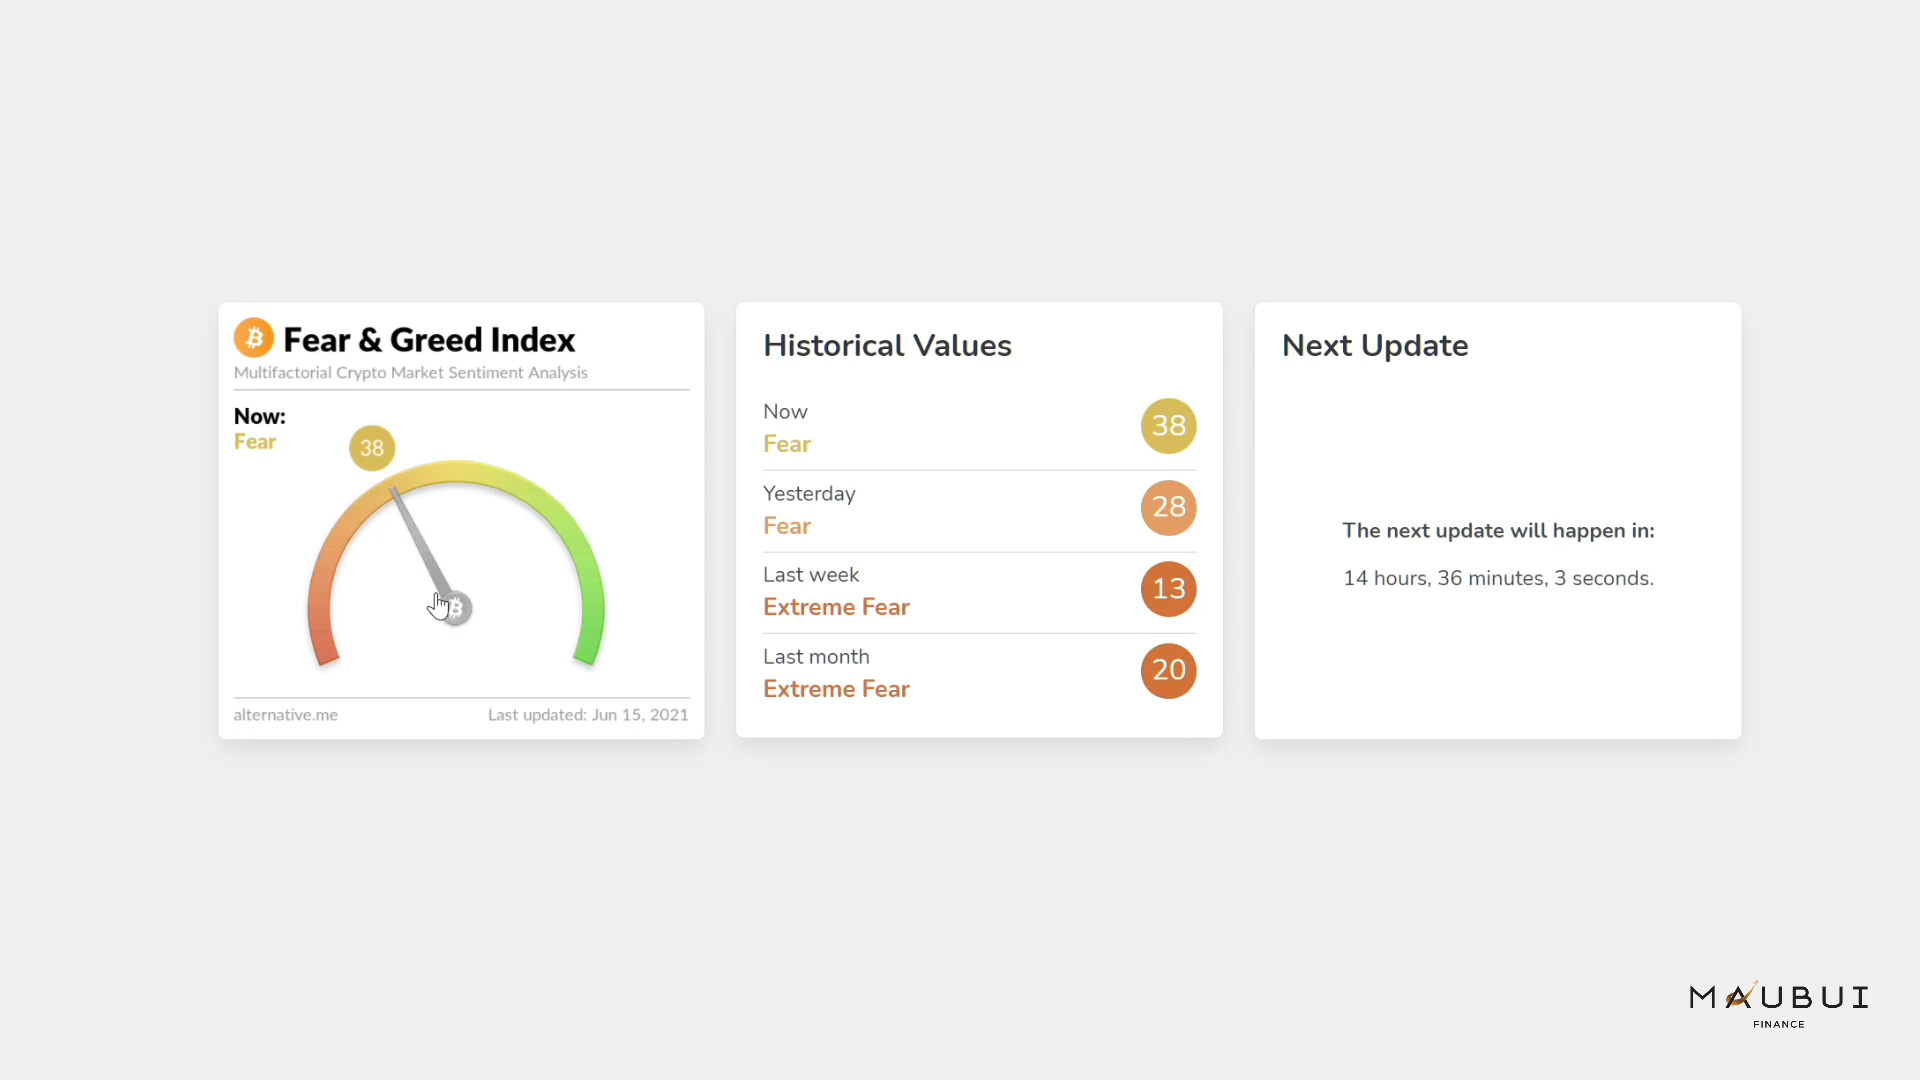 Fear & Greed Index
Multifactorial Crypto Market Sentiment Analysis
Now:
Fear
38
alternative.me
Last updated: Jun 15, 2021
Historical Values
Now
Fear
38
Yesterday
Fear
28
Last week
Extreme Fear
13
Last month
Extreme Fear
20
Next Update
The next update will happen in:
14 hours, 36 minutes, 3 seconds.
MAUBUI
FINANCE